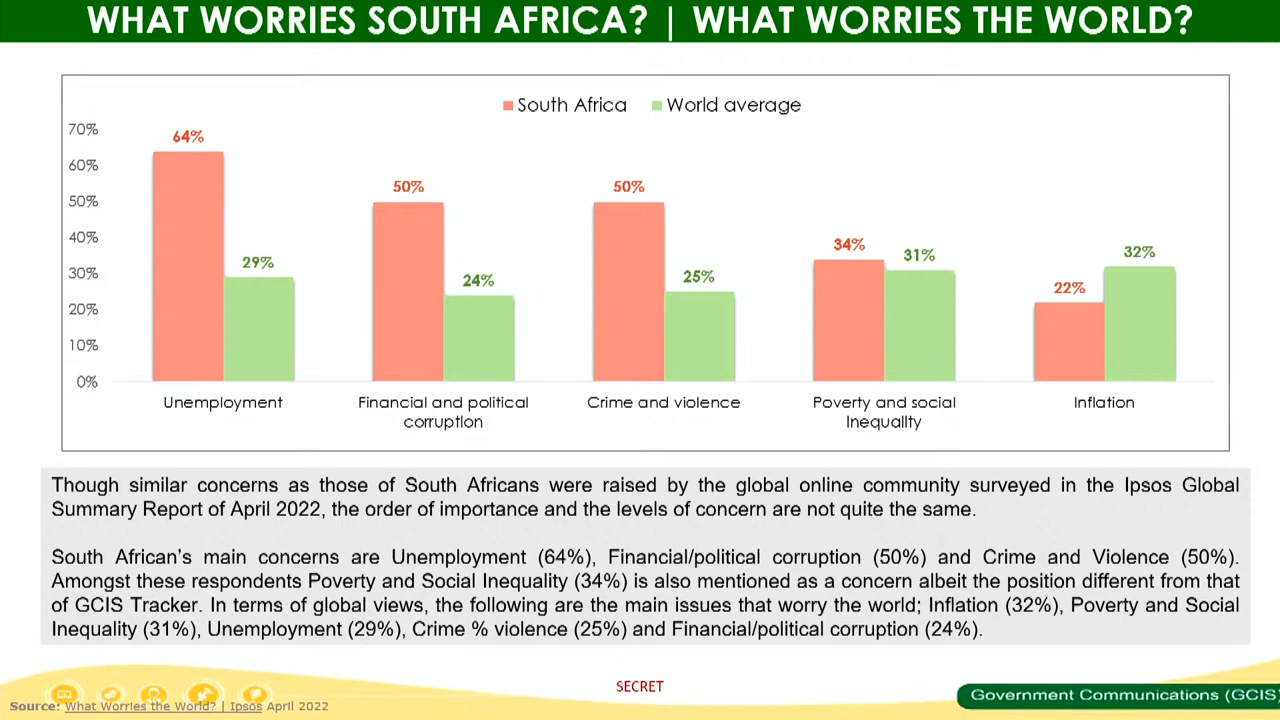 WHAT WORRIES SOUTH AFRICA? | WHAT WORRIES THE WORLD?
South Africa World average
70%
60%
50%
40%
30%
20%
10%
0%
64%
29%
50%
24%
50%
25%
34%
31%
22%
32%
Unemployment
Financial and political
corruption
Crime and violence
Poverty and social
Inequality
Inflation
Though similar concerns as those of South Africans were raised by the global online community surveyed in the Ipsos Global
Summary Report of April 2022, the order of importance and the levels of concern are not quite the same.
South African's main concerns are Unemployment (64%), Financial/political corruption (50%) and Crime and Violence (50%).
Amongst these respondents Poverty and Social Inequality (34%) is also mentioned as a concern albeit the position different from that
of GCIS Tracker. In terms of global views, the following are the main issues that worry the world; Inflation (32%), Poverty and Social
Inequality (31%), Unemployment (29%), Crime % violence (25%) and Financial/political corruption (24%).
SECRET
Government Communications (GCIS)
Source: What Worries the World? | Ipsos April 2022